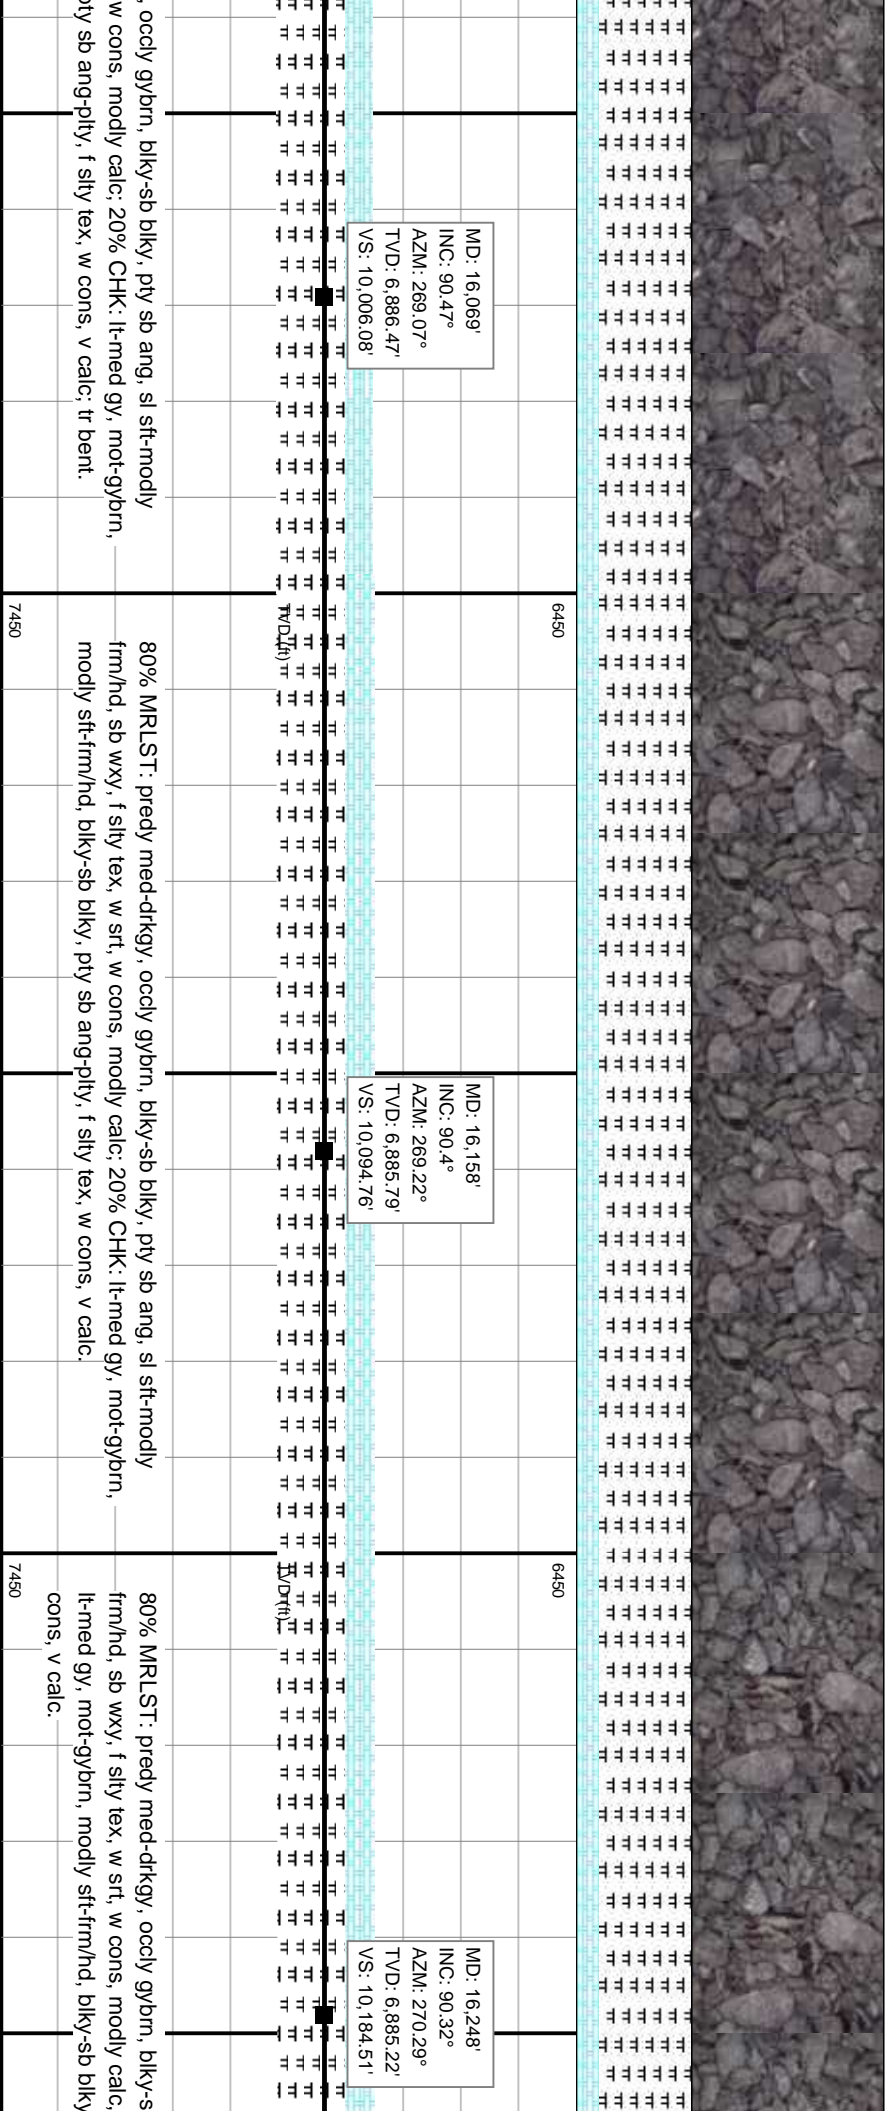 , occly gybrn, blky-sb blky, pty sb ang, sl sft-modly
w cons, modly calc; 20% CHK: lt-med gy, mot-gybrn,
pty sb ang-plty, f slty tex, w cons, v calc; tr bent.
MD: 16,069'
INC: 90.47°
AZM: 269.07°
TVD: 6,886.47'
VS: 10,006.08'
6450
TVD (ft)
7450
80% MRLST: predy med-drkgy, occly gybrn, blky-sb blky, pty sb ang, sl sft-modly
frm/hd, sb wxy, f slty tex, w srt, w cons, modly calc; 20% CHK: lt-med gy, mot-gybrn,
modly sft-frm/hd, blky-sb blky, pty sb ang-plty, f slty tex, w cons, v calc.
MD: 16,158'
INC: 90.4°
AZM: 269.22°
TVD: 6,885.79'
VS: 10,094.76'
6450
TVD (ft)
7450
80% MRLST: predy med-drkgy, occly gybrn, blky-s
frm/hd, sb wxy, f slty tex, w srt, w cons, modly calc,
lt-med gy, mot-gybrn, modly sft-frm/hd, blky-sb blky
cons, v calc.
MD: 16,248'
INC: 90.32°
AZM: 270.29°
TVD: 6,885.22'
VS: 10,184.51'